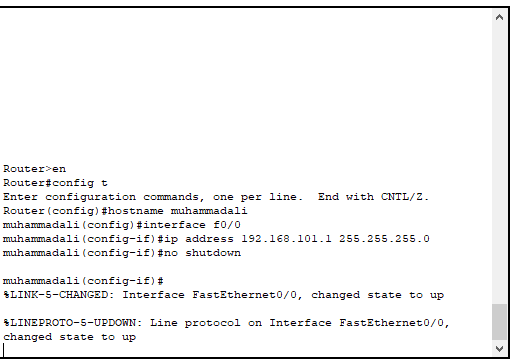 Router>en
Router#config t
Enter configuration commands, one per line.  End with CNTL/Z.
Router(config)#hostname muhammadali
muhammadali(config)#interface f0/0
muhammadali(config-if)#ip address 192.168.101.1 255.255.255.0
muhammadali(config-if)#no shutdown
muhammadali(config-if)#
%LINK-5-CHANGED: Interface FastEthernet0/0, changed state to up
%LINEPROTO-5-UPDOWN: Line protocol on Interface FastEthernet0/0,
changed state to up